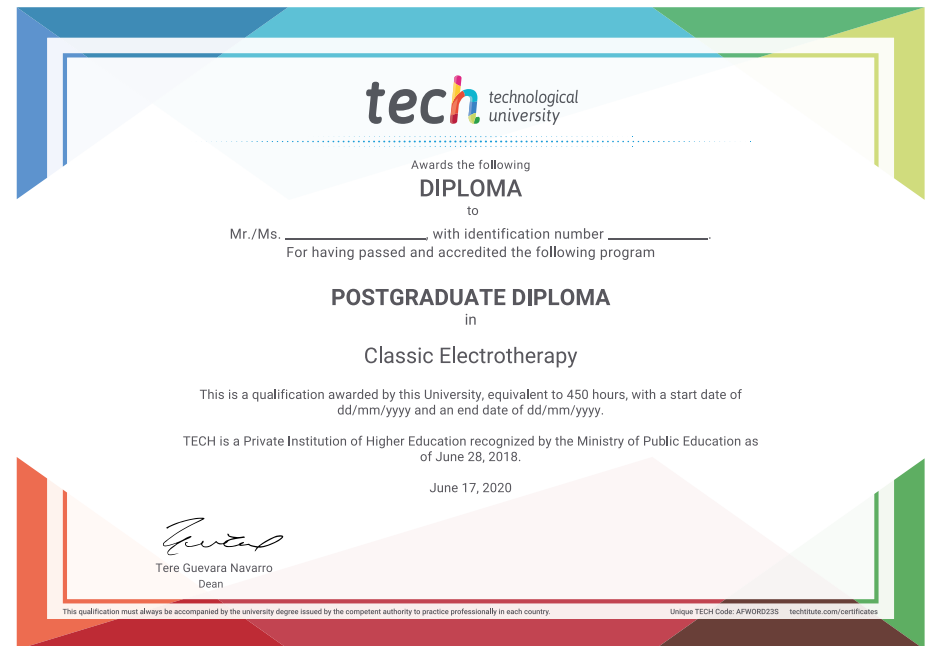 tech technological
university
Awards the following
DIPLOMA
to
Mr./Ms. ____________________, with identification number ______________.
For having passed and accredited the following program
POSTGRADUATE DIPLOMA
in
Classic Electrotherapy
This is a qualification awarded by this University, equivalent to 450 hours, with a start date of
dd/mm/yyyy and an end date of dd/mm/yyyy.
TECH is a Private Institution of Higher Education recognized by the Ministry of Public Education as
of June 28, 2018.
June 17, 2020
Tere Guevara Navarro
Dean
This qualification must always be accompanied by the university degree issued by the competent authority to practice professionally in each country.
Unique TECH Code: AFWORD23S techtitute.com/certificates